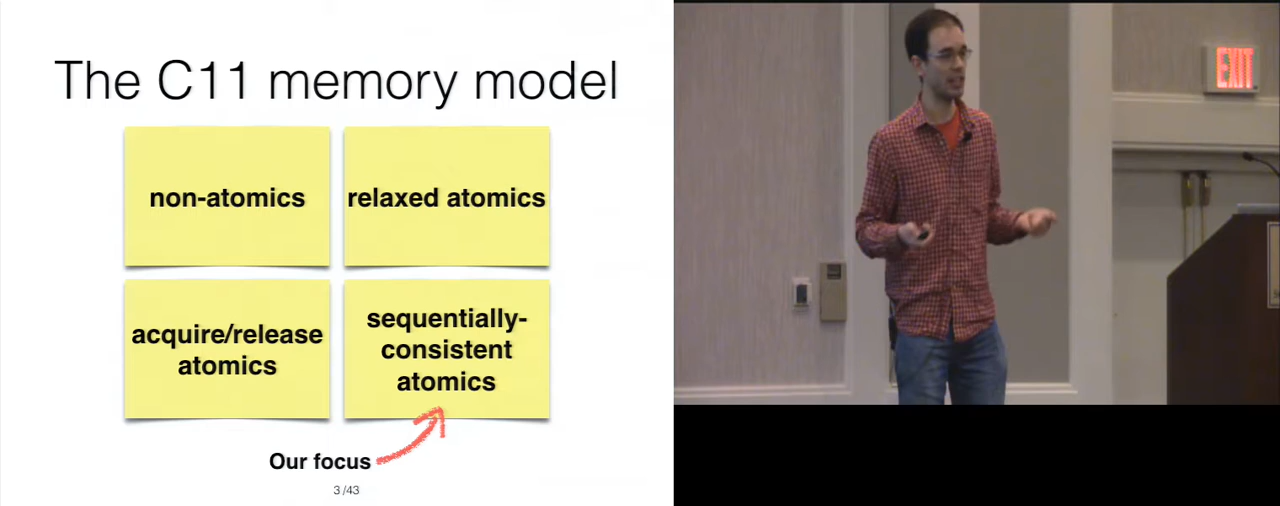 The C11 memory model
non-atomics
relaxed atomics
acquire/release
atomics
sequentially-
consistent
atomics
Our focus
3 /43
EXIT